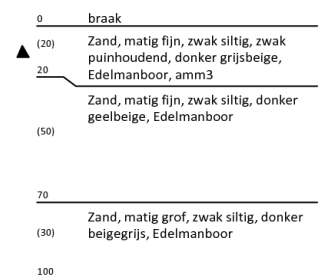 0 braak
(20) Zand, matig fijn, zwak siltig, zwak
puinhoudend, donker grijsbeige,
20 Edelmanboor, amm3
Zand, matig fijn, zwak siltig, donker
geelbeige, Edelmanboor
(50)
70
Zand, matig grof, zwak siltig, donker
(30) beigegrijs, Edelmanboor
100